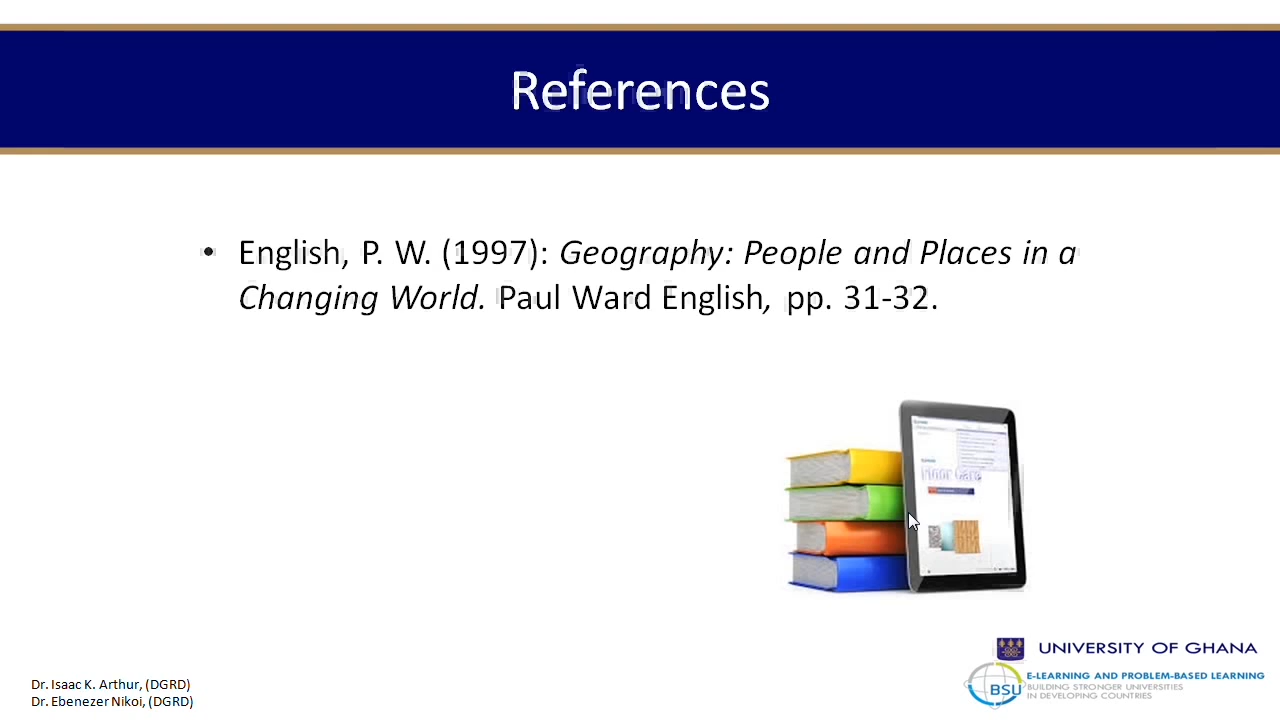 References
• English, P. W. (1997): Geography: People and Places in a
Changing World. Paul Ward English, pp. 31-32.
Floor Care
UNIVERSITY OF GHANA
BSU
E-LEARNING AND PROBLEM-BASED LEARNING
BUILDING STRONGER UNIVERSITIES
IN DEVELOPING COUNTRIES
Dr. Isaac K. Arthur, (DGRD)
Dr. Ebenezer Nikoi, (DGRD)